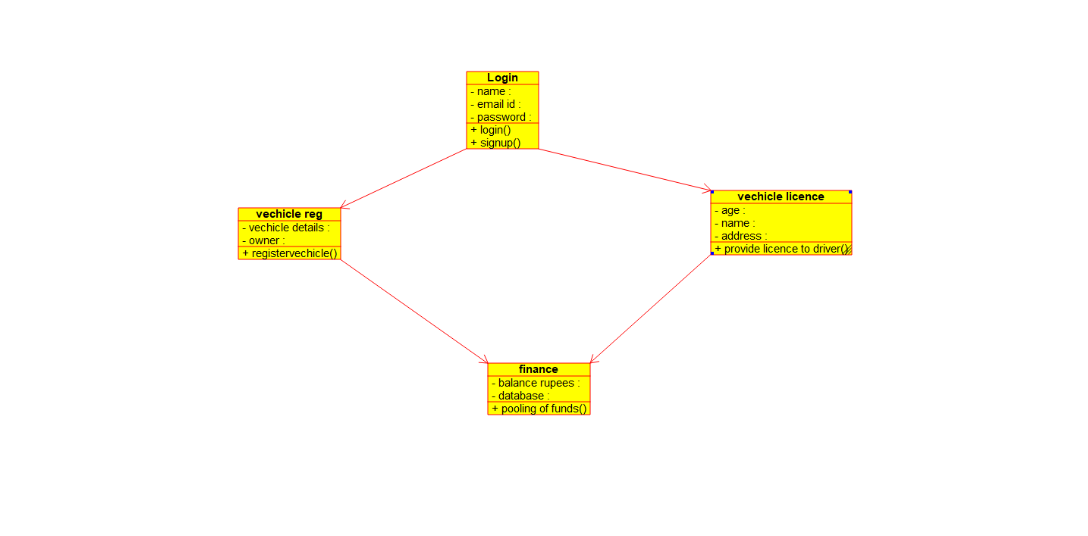 Login
- name :
- email id :
- password :
+ login()
+ signup()
vechicle reg
- vechicle details :
- owner :
+ registervechicle()
vechicle licence
- age :
- name :
- address :
+ provide licence to driver()
finance
- balance rupees :
- database :
+ pooling of funds()